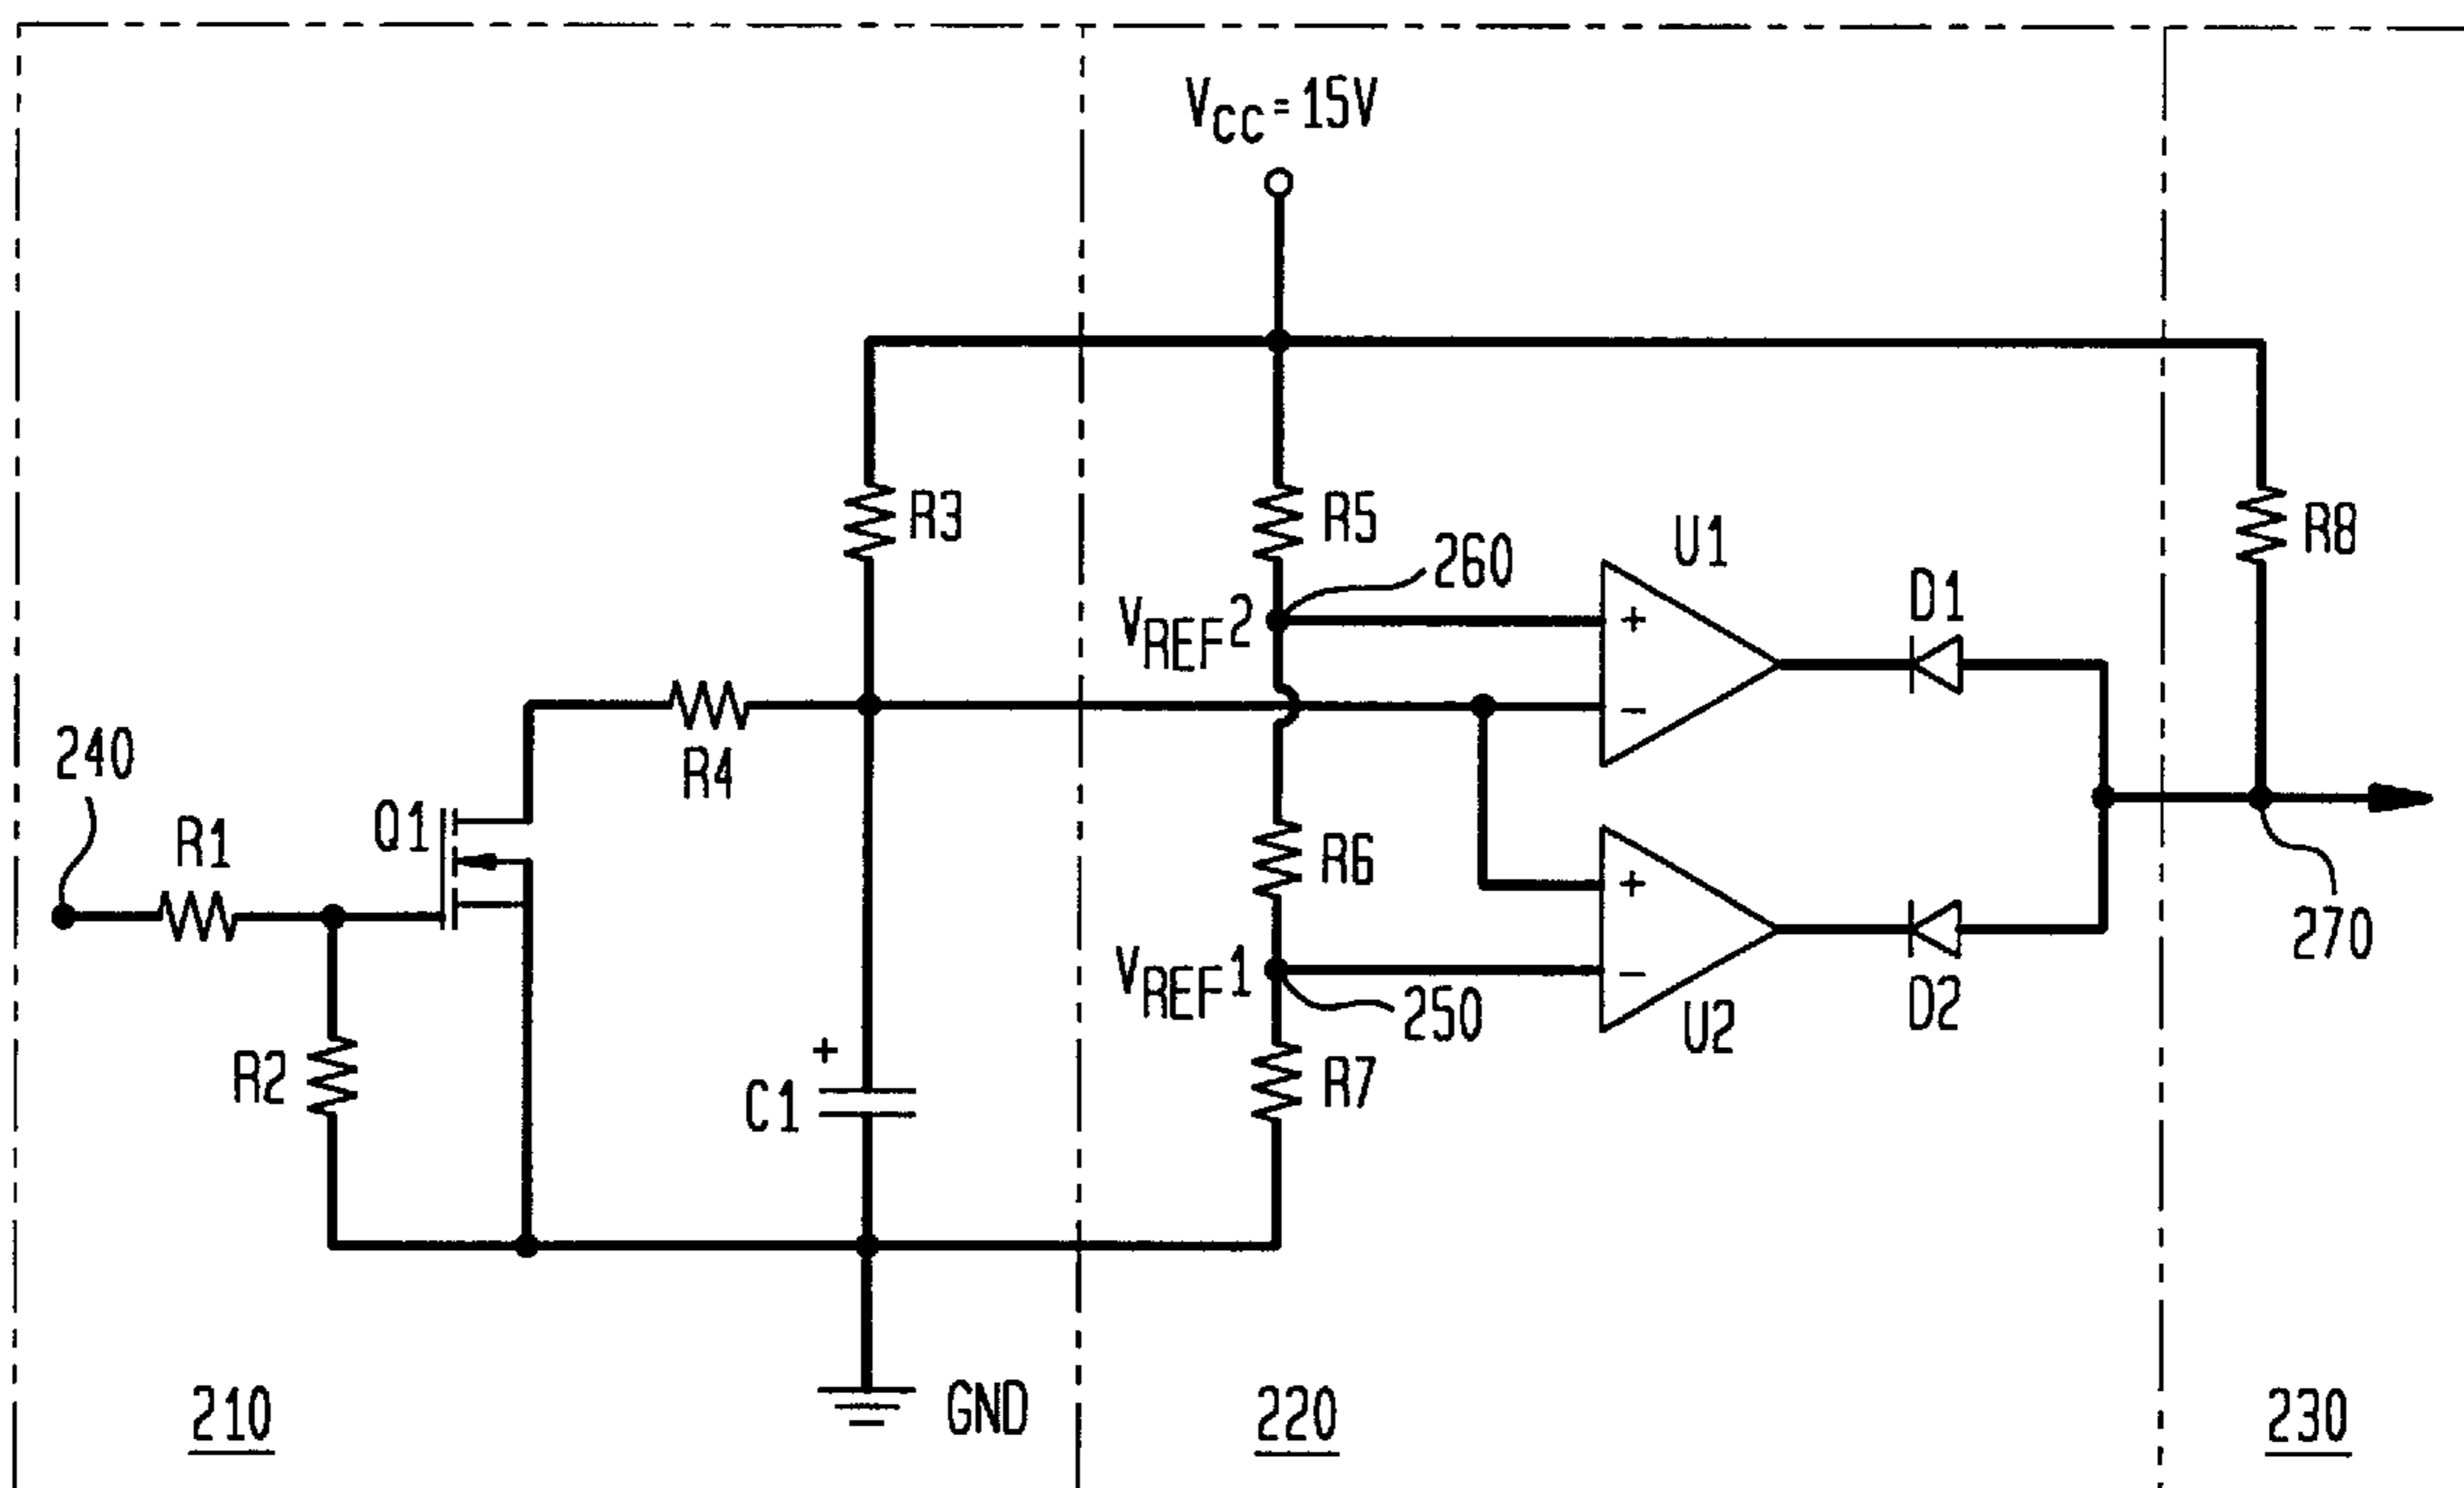 V_CC = 15V
R3
R5
U1
R8
260
V_REF2
+
D1
R4
−
240
Q1
R1
R6
+
270
V_REF1
−
250
D2
U2
R2
+
C1
R7
GND
210
220
230